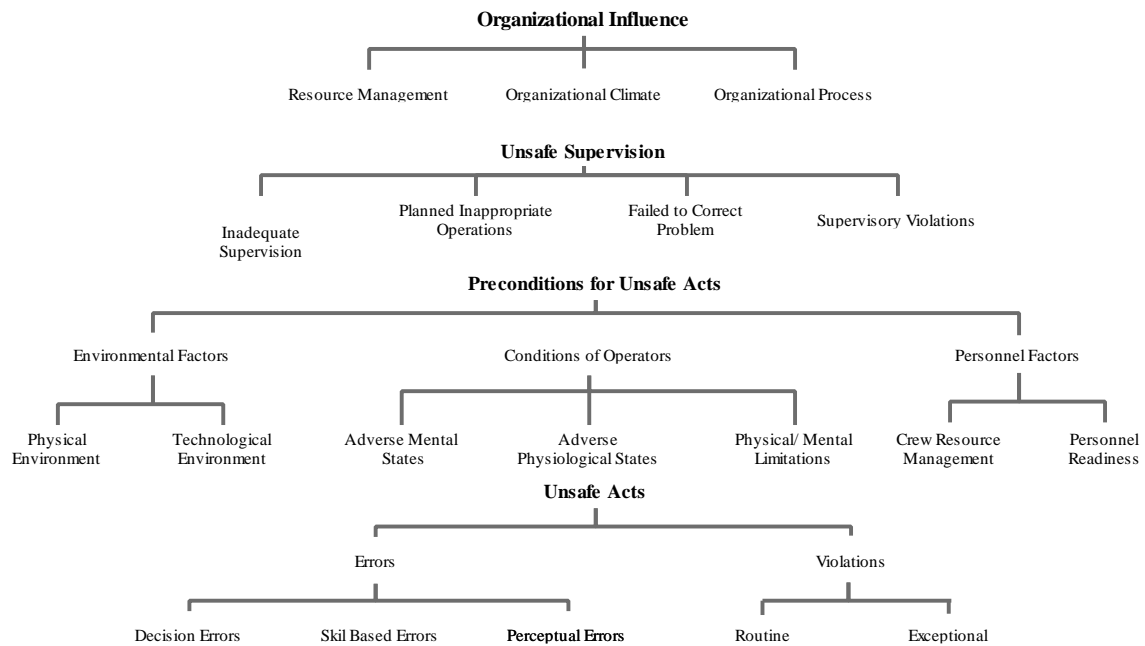 Organizational Influence
Resource Management
Organizational Climate
Organizational Process
Unsafe Supervision
Inadequate
Supervision
Planned Inappropriate
Operations
Failed to Correct
Problem
Supervisory Violations
Preconditions for Unsafe Acts
Environmental Factors
Conditions of Operators
Personnel Factors
Physical
Environment
Technological
Environment
Adverse Mental
States
Adverse
Physiological States
Physical/ Mental
Limitations
Crew Resource
Management
Personnel
Readiness
Unsafe Acts
Errors
Violations
Decision Errors
Skil Based Errors
Perceptual Errors
Routine
Exceptional